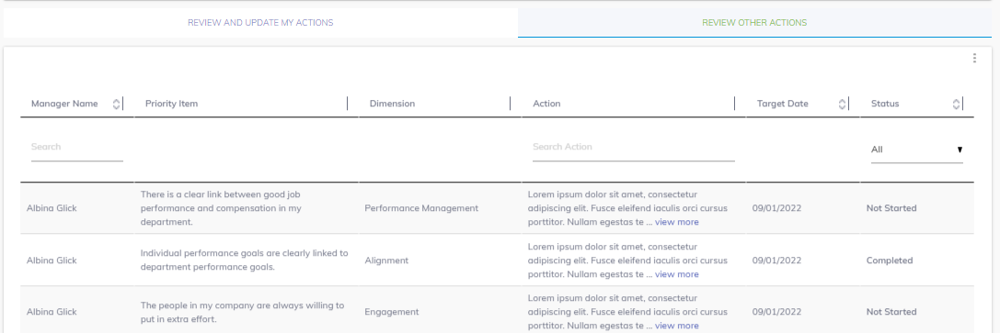 REVIEW AND UPDATE MY ACTIONS
REVIEW OTHER ACTIONS
Manager Name
Priority Item
Dimension
Action
Target Date
Status
Search
Search Action
All
Albina Glick
There is a clear link between good job
performance and compensation in my
department.
Performance Management
Lorem ipsum dolor sit amet, consectetur
adipiscing elit. Fusce eleifend iaculis orci cursus
porttitor. Nullam egestas te ... view more
09/01/2022
Not Started
Albina Glick
Individual performance goals are clearly linked to
department performance goals.
Alignment
Lorem ipsum dolor sit amet, consectetur
adipiscing elit. Fusce eleifend iaculis orci cursus
porttitor. Nullam egestas te ... view more
09/01/2022
Completed
Albina Glick
The people in my company are always willing to
put in extra effort.
Engagement
Lorem ipsum dolor sit amet, consectetur
adipiscing elit. Fusce eleifend iaculis orci cursus
porttitor. Nullam egestas te ... view more
09/01/2022
Not Started